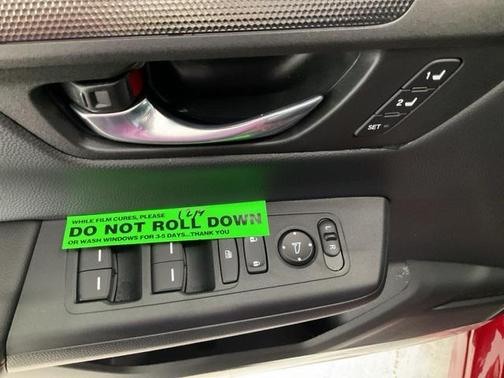 1
2
SET
WHILE FILM CURES, PLEASE
DO NOT ROLL DOWN
OR WASH WINDOWS FOR 3-5 DAYS...THANK YOU
L
R